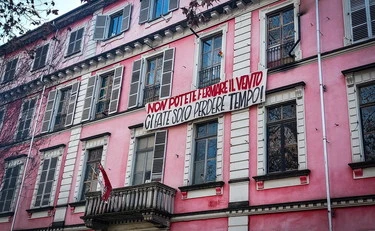 NON POTETE FERMARE IL VENTO
GLI FATE SOLO PERDERE TEMPO!